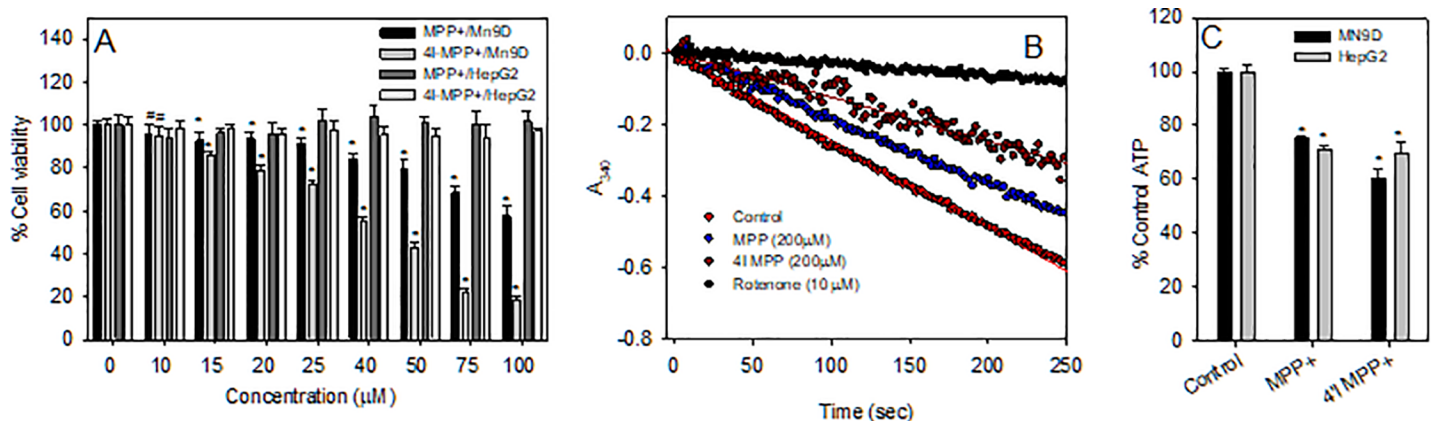 A
% Cell viability
140
120
100
80
60
40
20
0
MPP+/Mn9D
4I-MPP+/Mn9D
MPP+/HepG2
4I-MPP+/HepG2
##
* * * * * * * *
* * * * * * *
0 10 15 20 25 40 50 75 100
Concentration (μM)
B
A340
0.0
-0.2
-0.4
-0.6
-0.8
Control
MPP (200μM)
4I MPP (200μM)
Rotenone (10 μM)
0 50 100 150 200 250
Time (sec)
C
% Control ATP
120
100
80
60
40
20
0
MN9D
HepG2
* *
* *
Control
MPP+
4'I MPP+